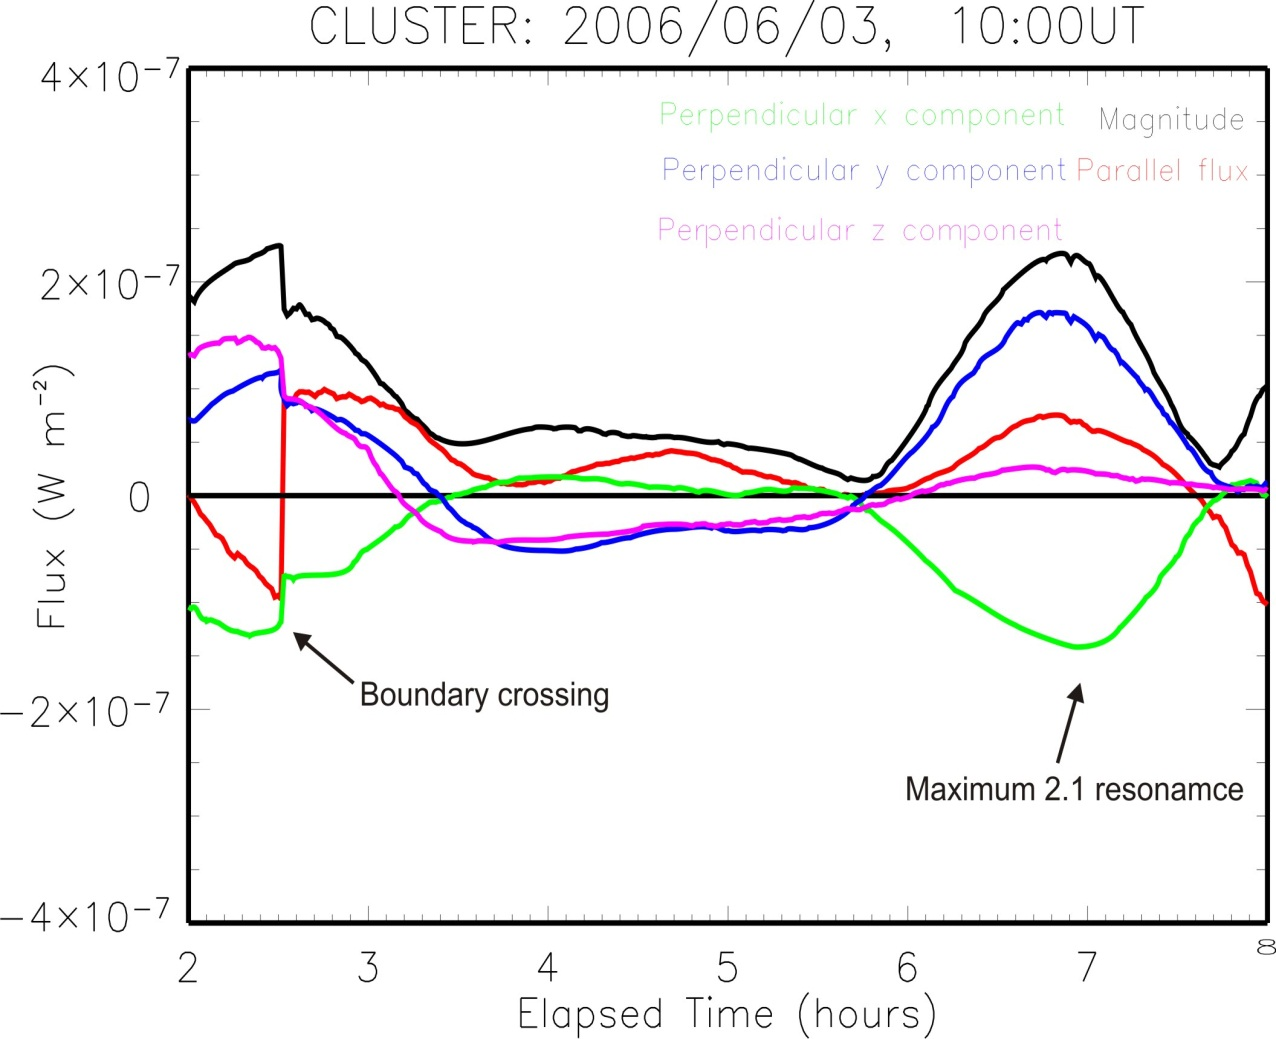 CLUSTER: 2006/06/03, 10:00UT
4×10⁻⁷
2×10⁻⁷
0
−2×10⁻⁷
−4×10⁻⁷
Flux (W m⁻²)
Perpendicular x component
Magnitude
Perpendicular y component
Parallel flux
Perpendicular z component
Boundary crossing
Maximum 2.1 resonamce
2 3 4 5 6 7 8
Elapsed Time (hours)